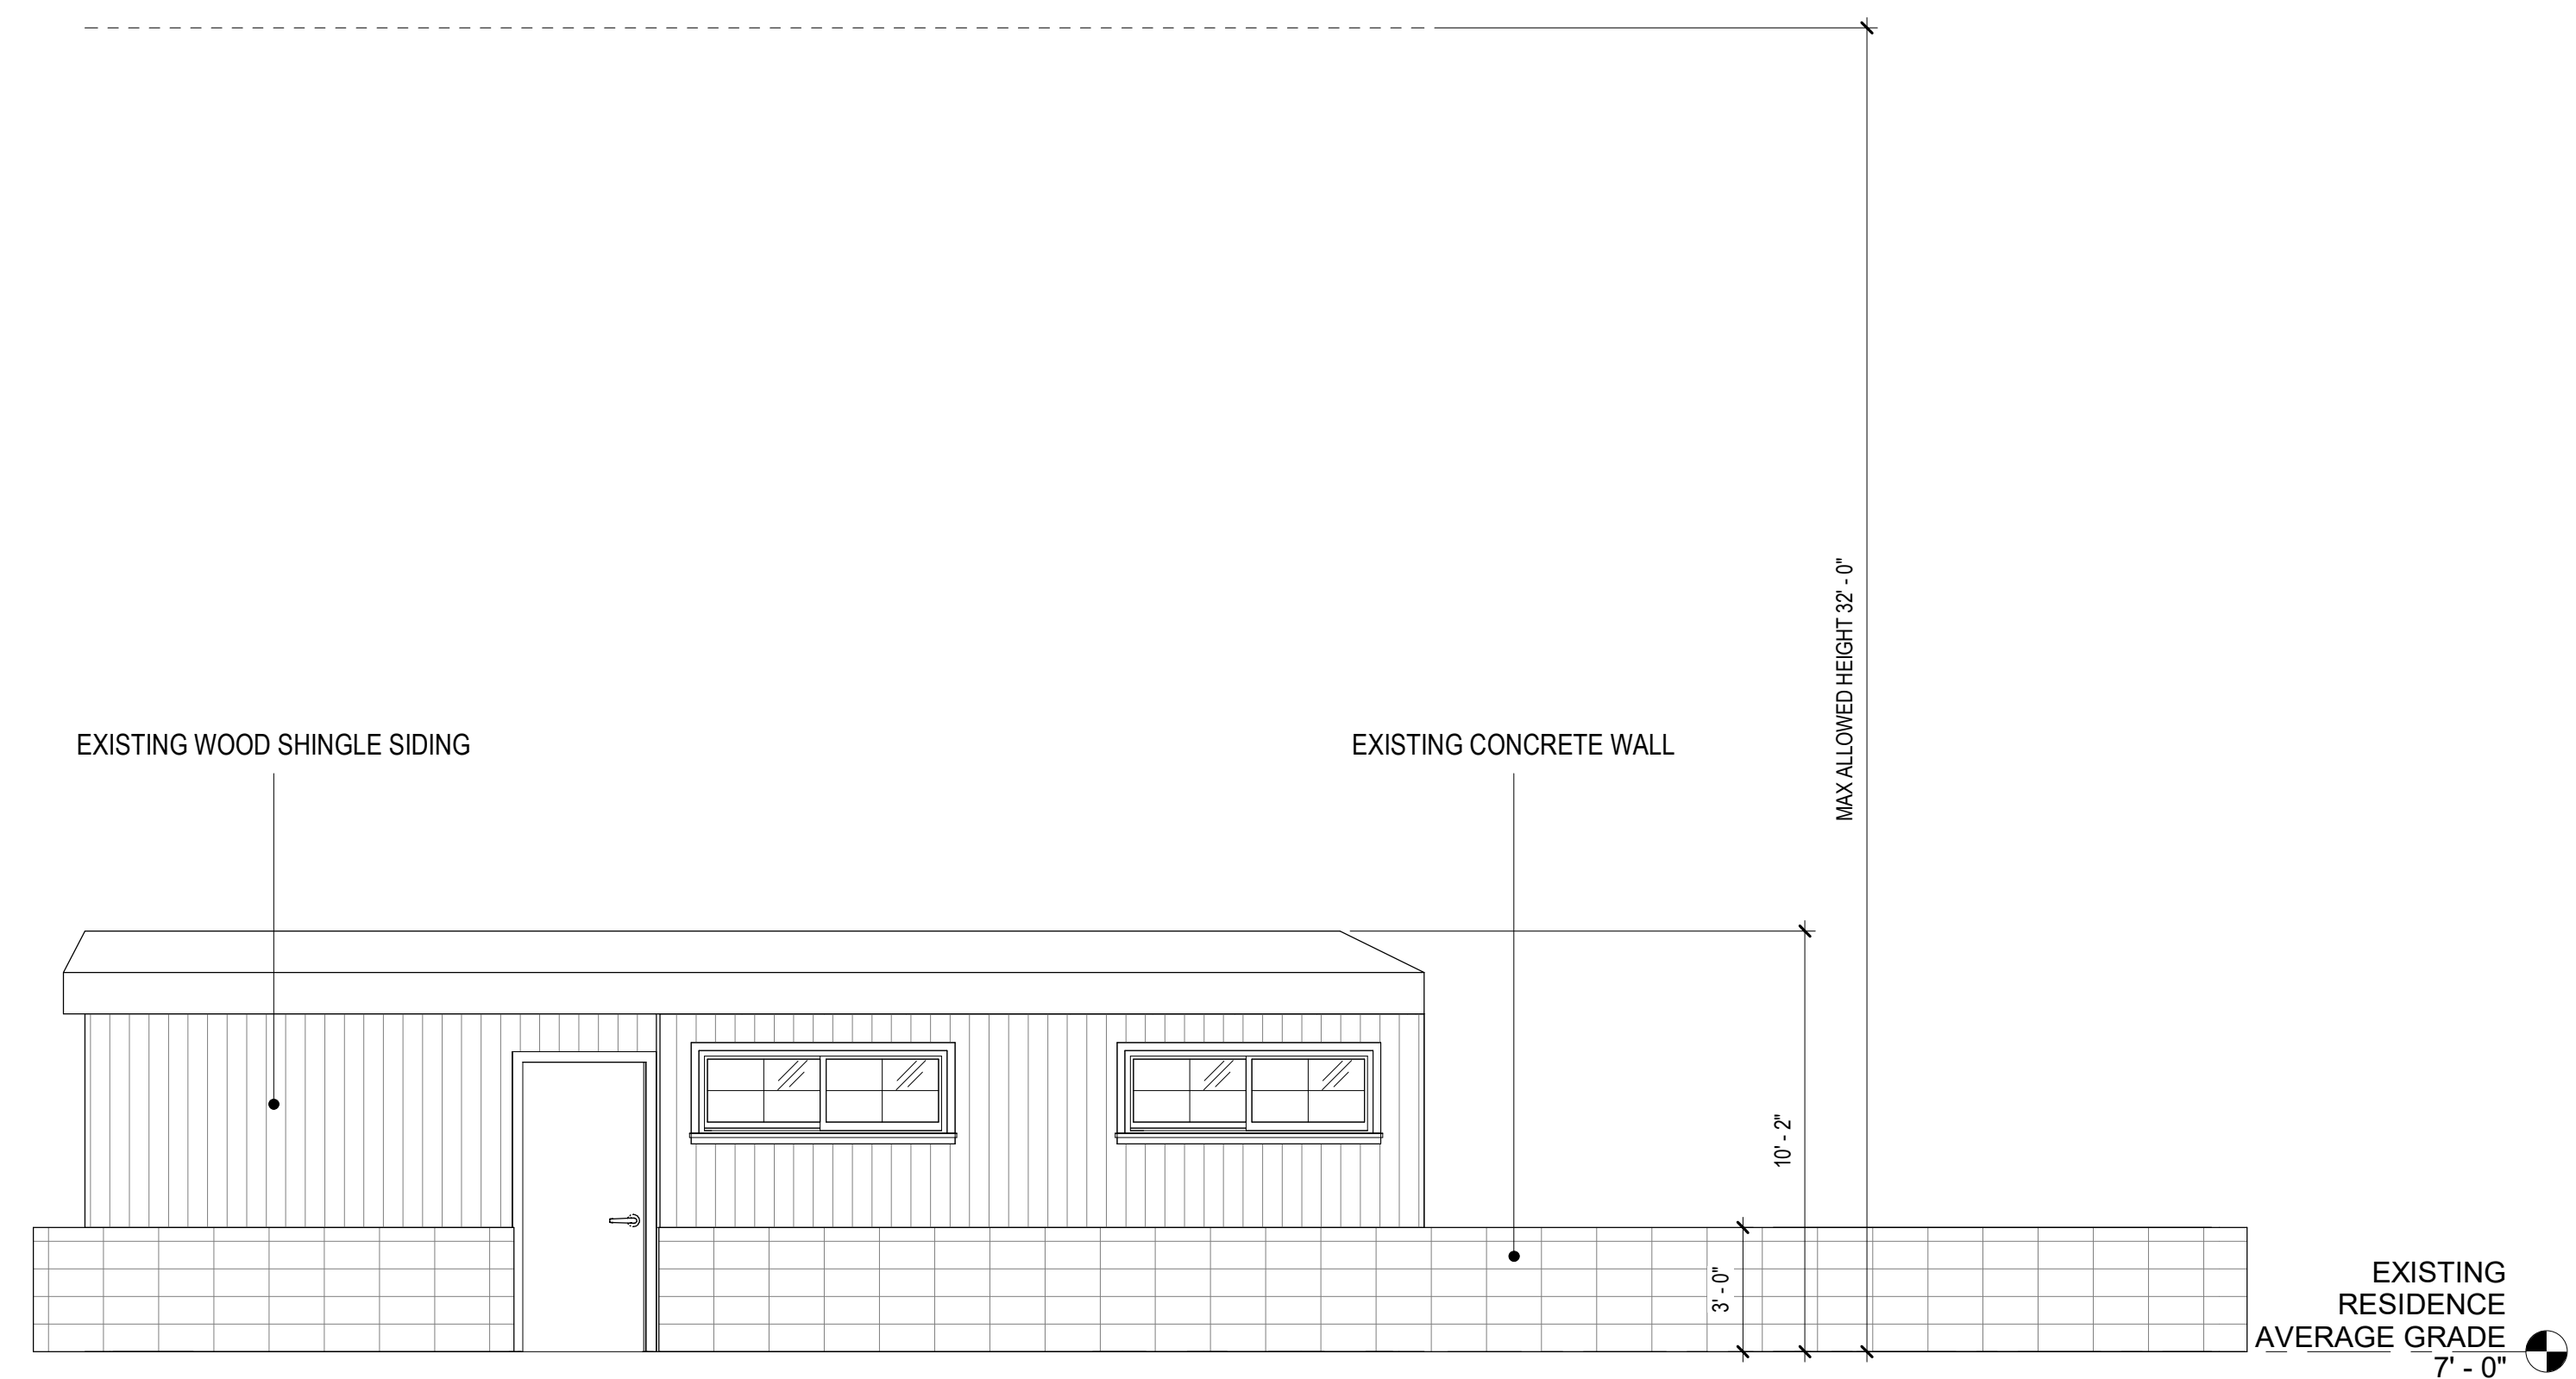 MAX ALLOWED HEIGHT 32' - 0"
EXISTING WOOD SHINGLE SIDING
EXISTING CONCRETE WALL
10' - 2"
3' - 0"
EXISTING
RESIDENCE
AVERAGE GRADE
7' - 0"